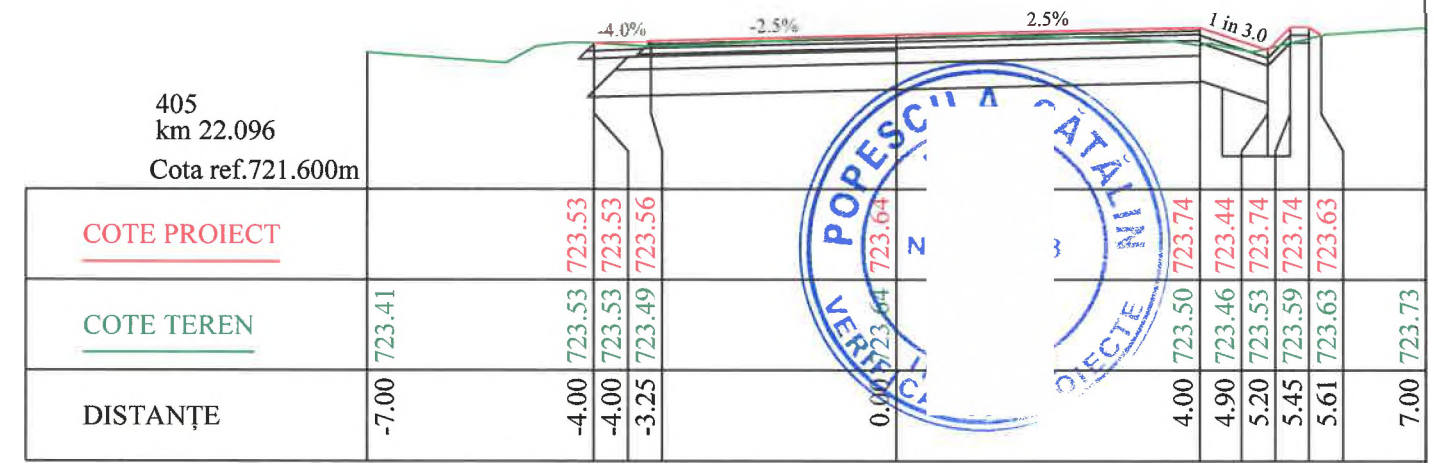 -4.0%
-2.5%
2.5%
1 in 3.0
405
km 22.096
Cota ref.721.600m
COTE PROIECT 723.53 723.53 723.56 723.64 723.74 723.44 723.74 723.74 723.63
COTE TEREN 723.41 723.53 723.53 723.49 723.64 723.50 723.46 723.53 723.59 723.63 723.73
DISTANȚE -7.00 -4.00 -4.00 -3.25 0.00 4.00 4.90 5.20 5.45 5.61 7.00
POPESCU
CĂTĂLIN